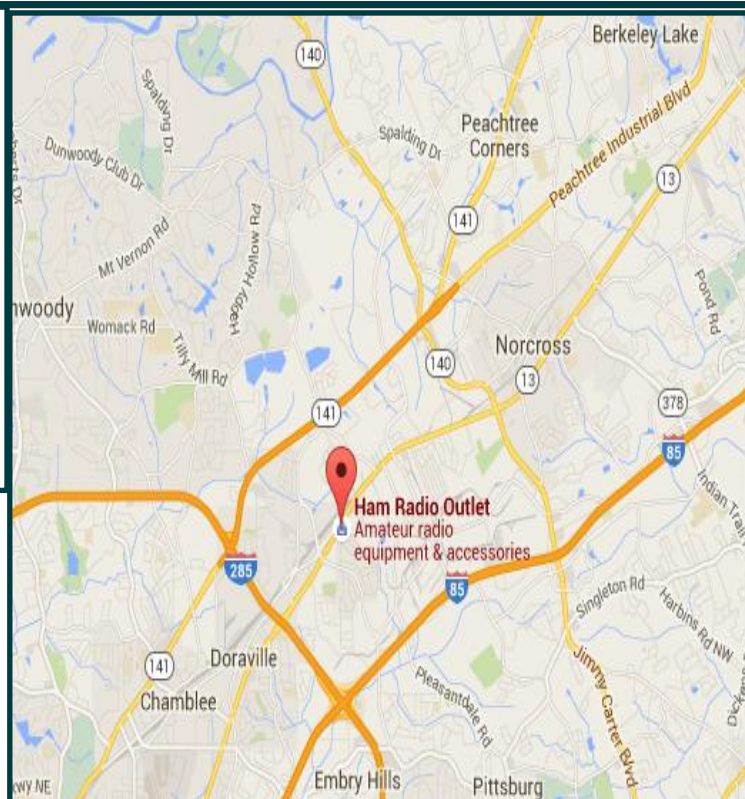 140
Berkeley Lake
Spalding Dr
Dunwoody Club Dr
Spalding Dr
Peachtree
Corners
Peachtree Industrial Blvd
13
141
Mt Vernon Rd
Happy Hollow Rd
Pond Rd
nwoody
Womack Rd
Tilly Mill Rd
Norcross
140
13
141
378
85
Ham Radio Outlet
Amateur radio
equipment & accessories
Indian Trail
285
85
Singleton Rd
Harbins Rd NW
141
Doraville
Chamblee
Pleasantdale Rd
Jimmy Carter Blvd
Embry Hills
Pittsburg